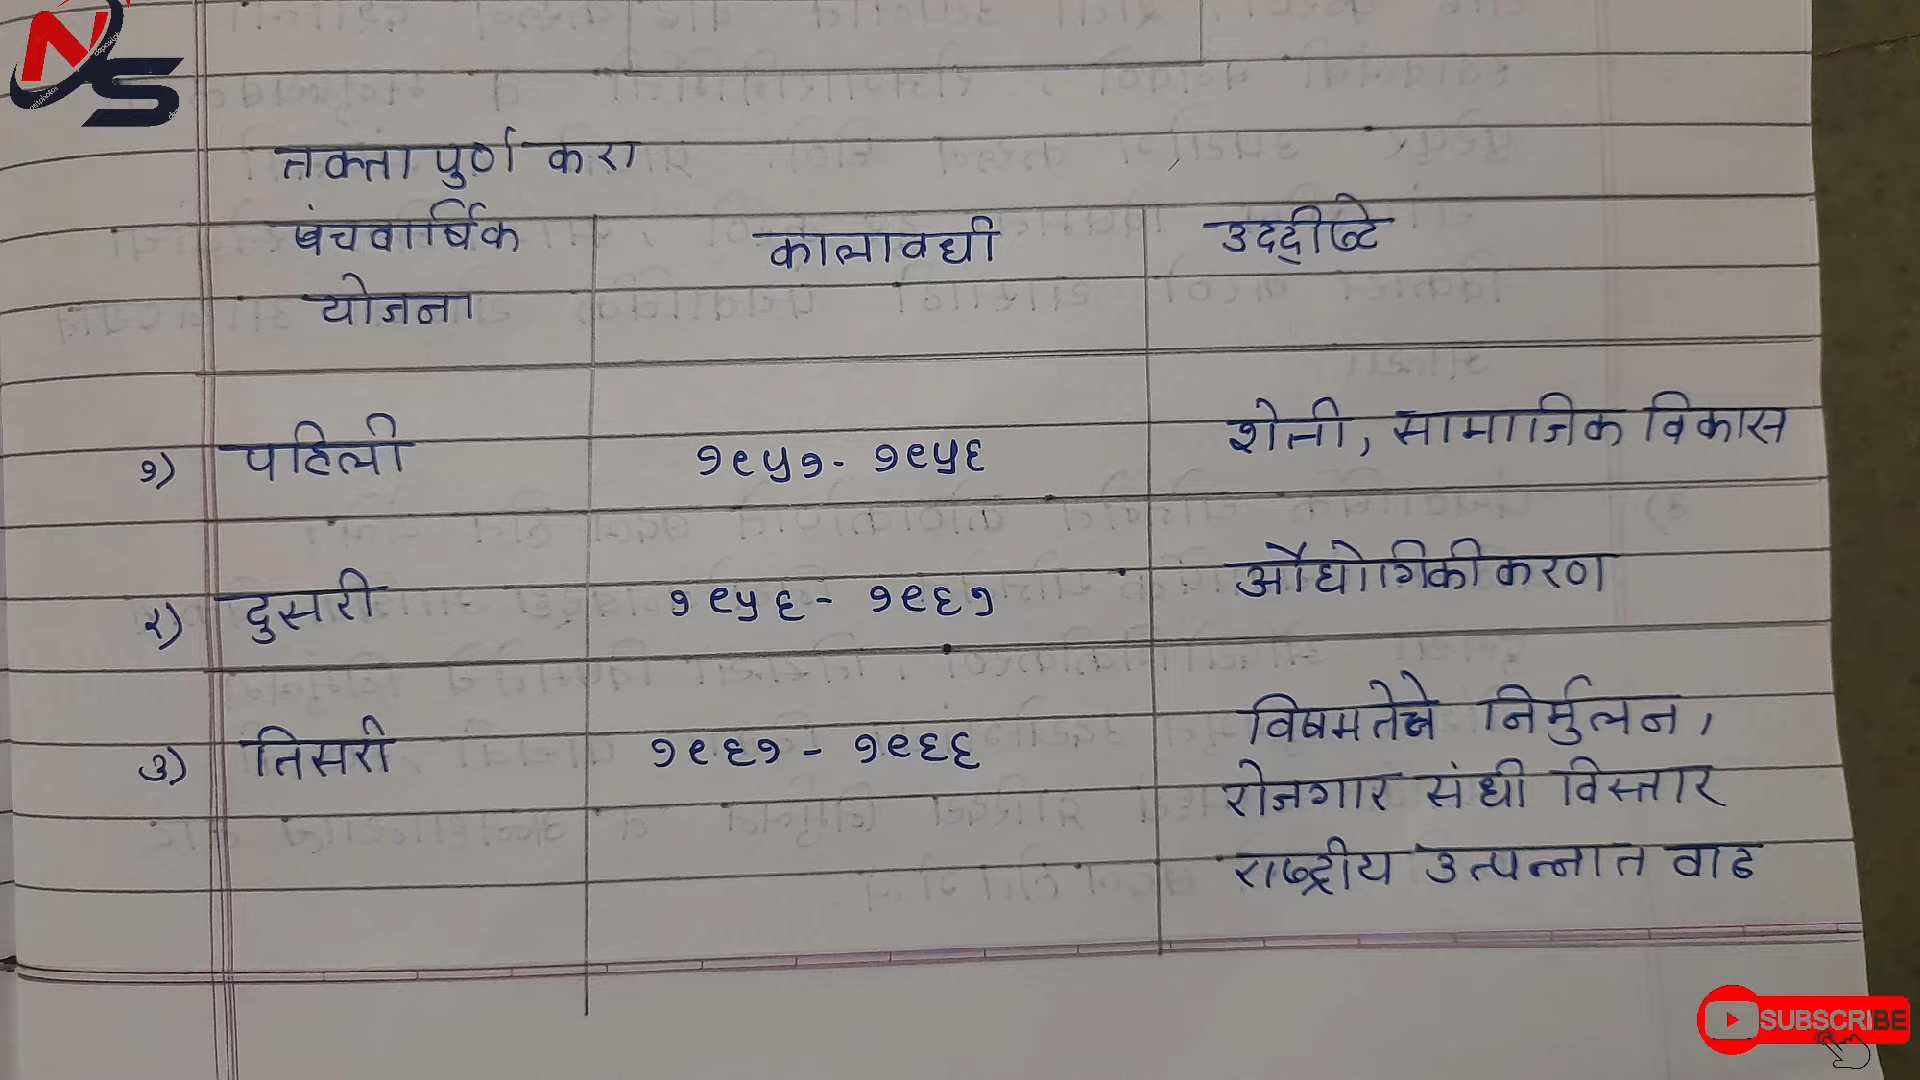 NS
तक्ता पुर्ण करा
पंचवार्षिक योजना
कालावधी
उद्दीष्टे
१) पहिली १९५१- १९५६ शेती, सामाजिक विकास
२) दुसरी १९५६- १९६१ औद्योगिकीकरण
३) तिसरी १९६१ - १९६६ विषमतेचे निर्मुलन,
रोजगार संधी विस्तार
राष्ट्रीय उत्पन्नात वाढ
SUBSCRIBE